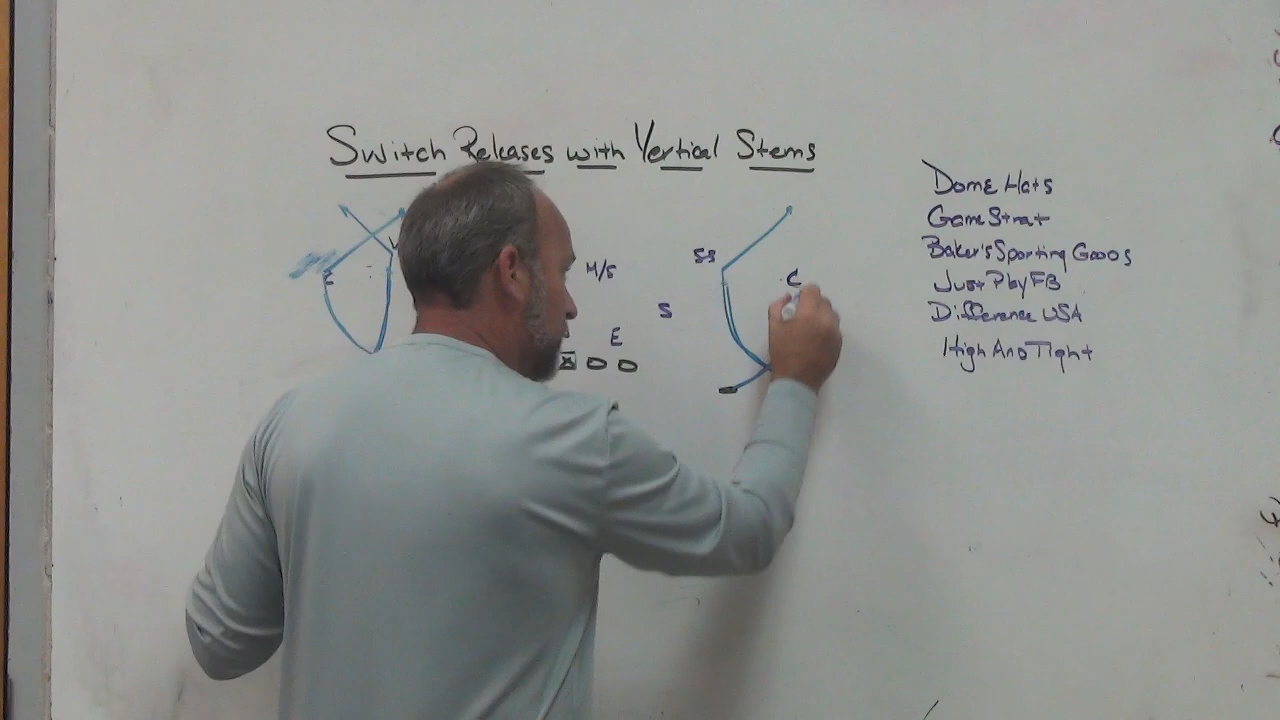 Switch Releases with Vertical Stems
Dome Hats
GameStrat
Baker's Sporting Goods
Just Play FB
Difference USA
High And Tight
M/S
SS
C
S
E
C